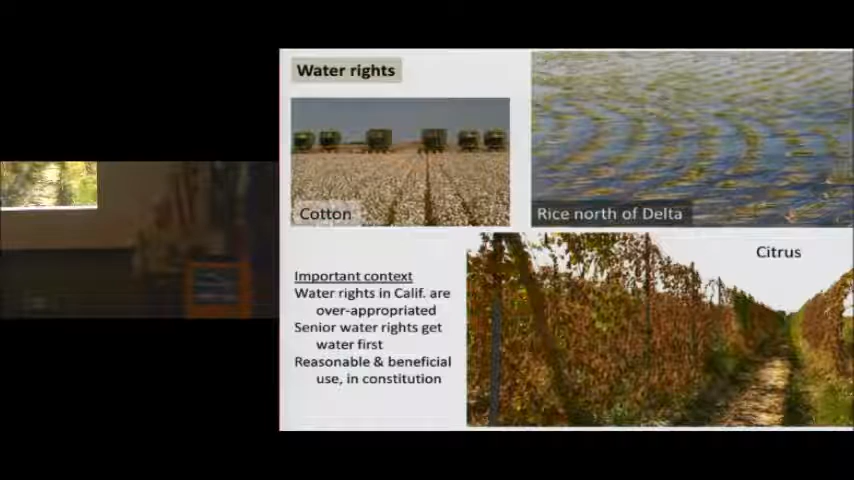 Water rights
Cotton
Rice north of Delta
Citrus
Important context
Water rights in Calif. are
over-appropriated
Senior water rights get
water first
Reasonable & beneficial
use, in constitution